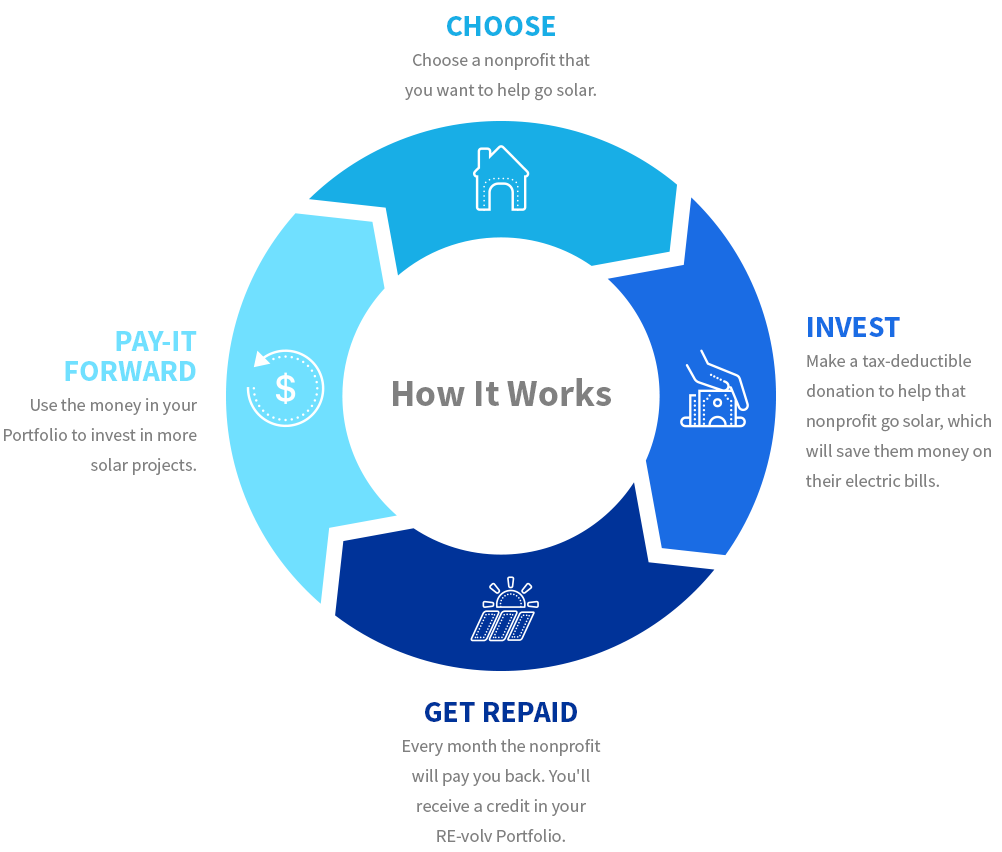 CHOOSE
Choose a nonprofit that
you want to help go solar.
INVEST
Make a tax-deductible
donation to help that
nonprofit go solar, which
will save them money on
their electric bills.
GET REPAID
Every month the nonprofit
will pay you back. You'll
receive a credit in your
RE-volv Portfolio.
PAY-IT
FORWARD
Use the money in your
Portfolio to invest in more
solar projects.
$
How It Works